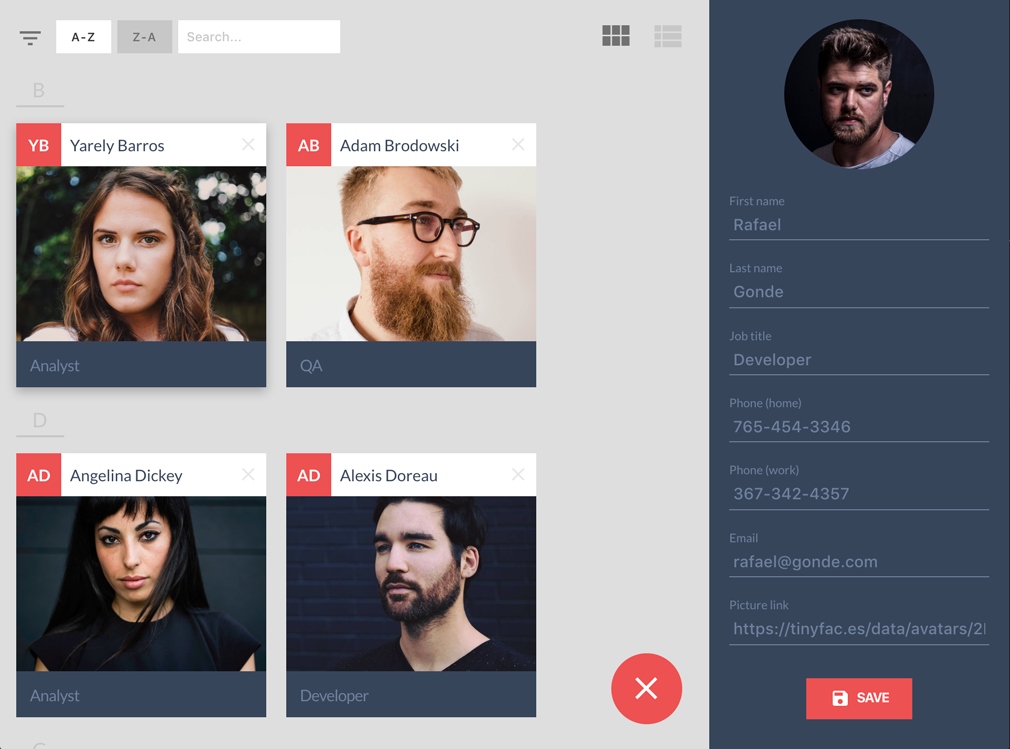 A-Z
Z-A
Search...
B
YB Yarely Barros
AB Adam Brodowski
Analyst
QA
D
AD Angelina Dickey
AD Alexis Doreau
Analyst
Developer
First name
Rafael
Last name
Gonde
Job title
Developer
Phone (home)
765-454-3346
Phone (work)
367-342-4357
Email
rafael@gonde.com
Picture link
https://tinyfac.es/data/avatars/2
SAVE